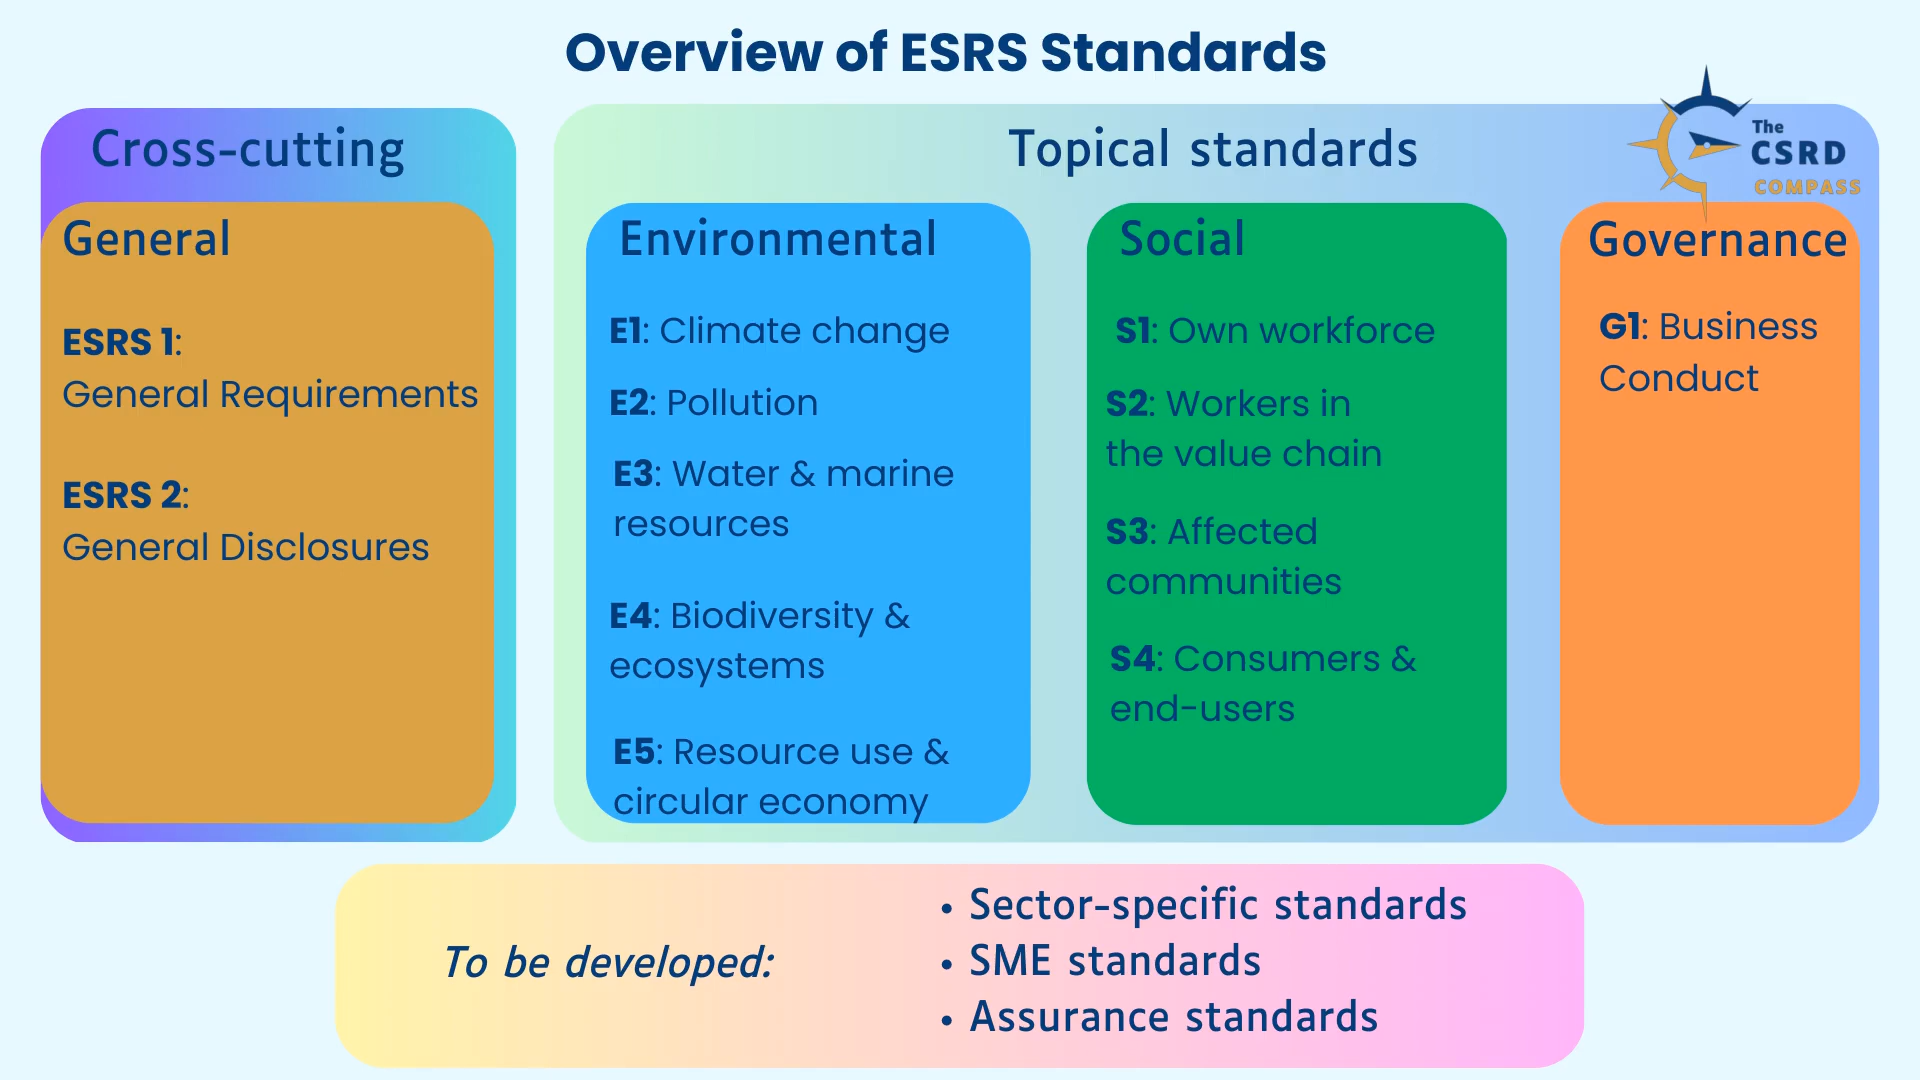 Overview of ESRS Standards
Cross-cutting
General
ESRS 1:
General Requirements
ESRS 2:
General Disclosures
Topical standards
The
CSRD
COMPASS
Environmental
E1: Climate change
E2: Pollution
E3: Water & marine
resources
E4: Biodiversity &
ecosystems
E5: Resource use &
circular economy
Social
S1: Own workforce
S2: Workers in
the value chain
S3: Affected
communities
S4: Consumers &
end-users
Governance
G1: Business
Conduct
To be developed:
• Sector-specific standards
• SME standards
• Assurance standards